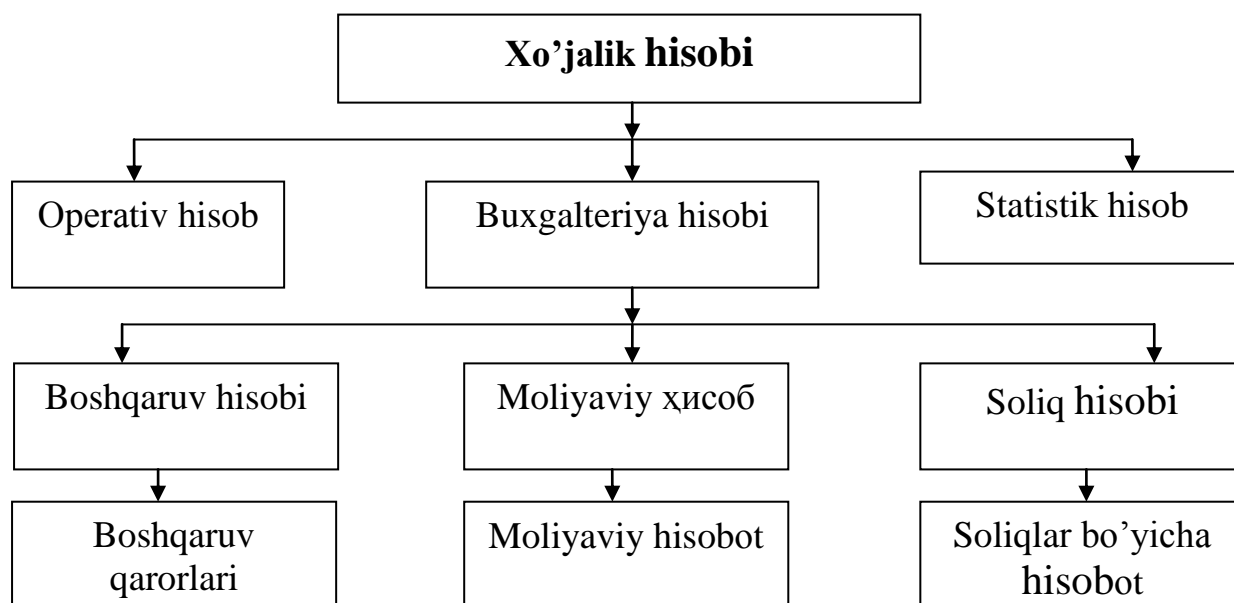 Xo’jalik hisobi
Operativ hisob
Buxgalteriya hisobi
Statistik hisob
Boshqaruv hisobi
Moliyaviy ҳисоб
Soliq hisobi
Boshqaruv
qarorlari
Moliyaviy hisobot
Soliqlar bo’yicha
hisobot